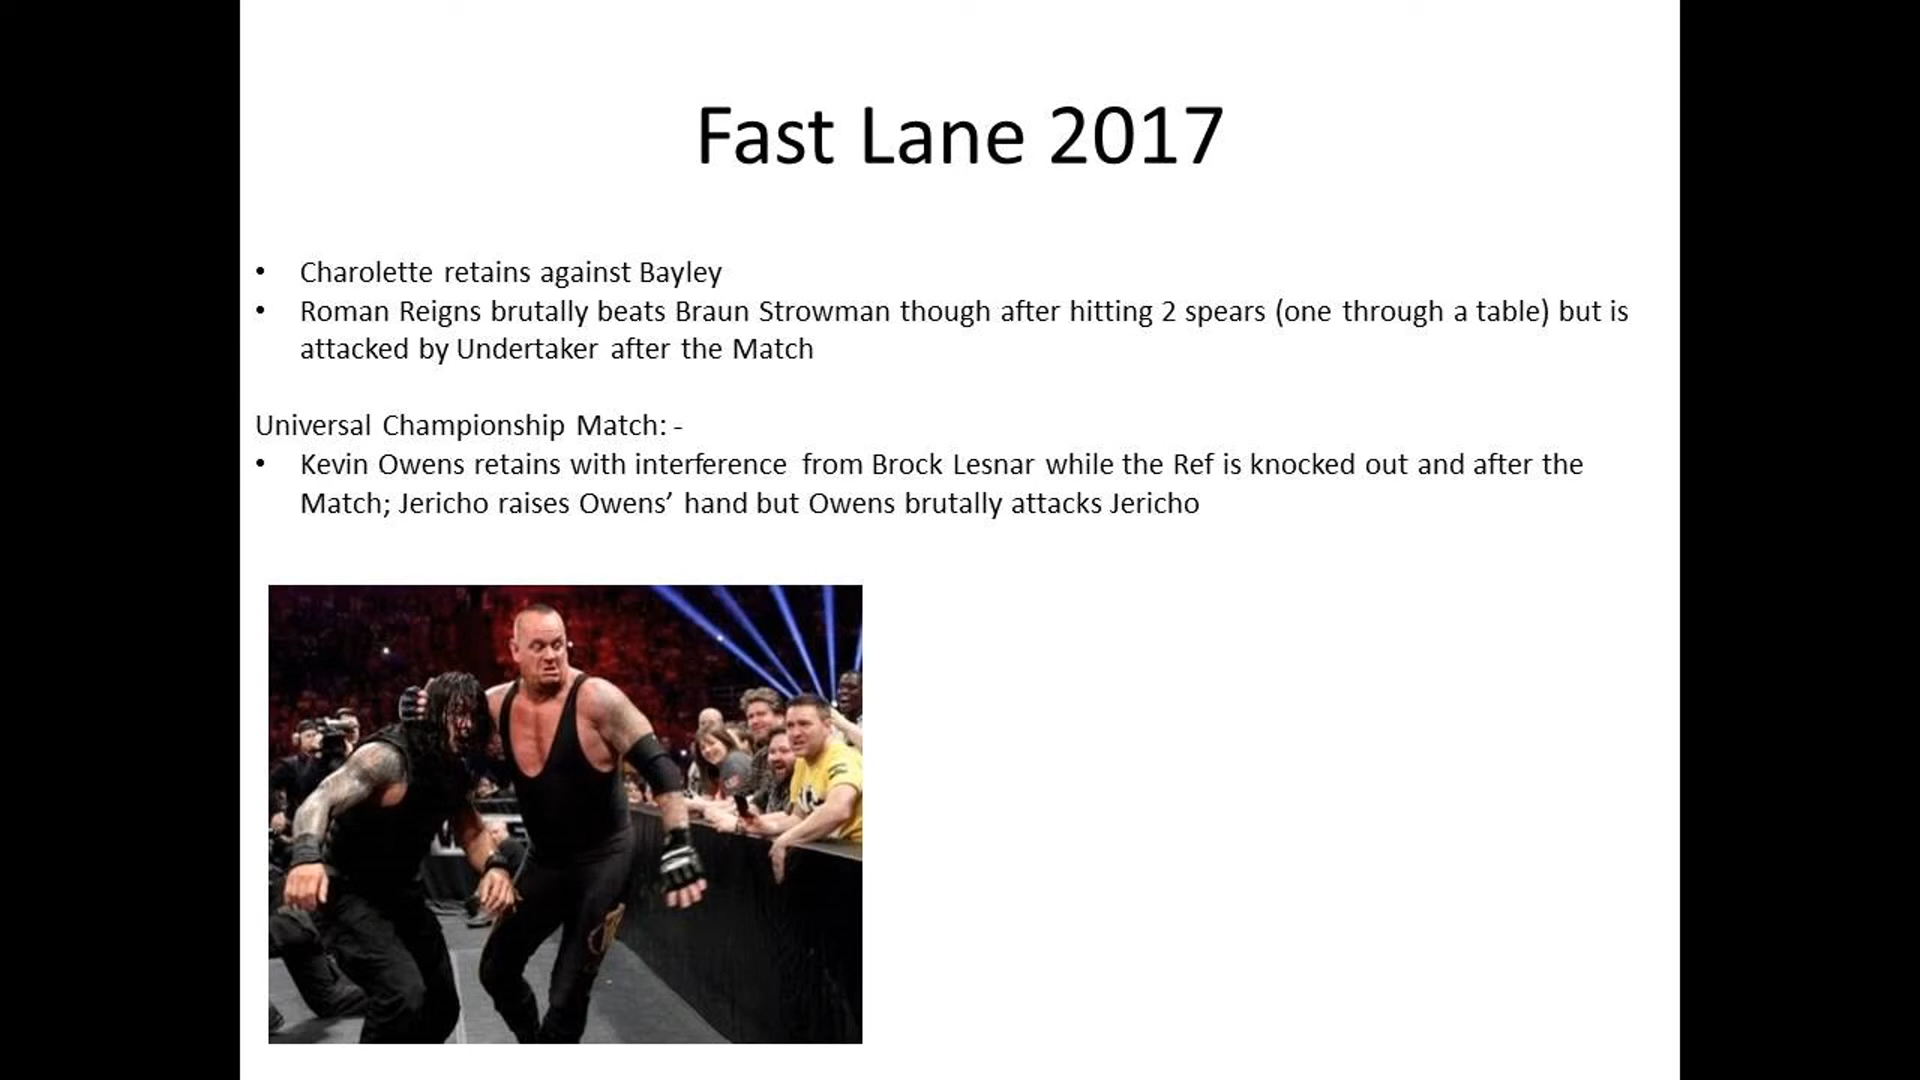 Fast Lane 2017
• Charolette retains against Bayley
• Roman Reigns brutally beats Braun Strowman though after hitting 2 spears (one through a table) but is
attacked by Undertaker after the Match
Universal Championship Match: -
• Kevin Owens retains with interference from Brock Lesnar while the Ref is knocked out and after the
Match; Jericho raises Owens’ hand but Owens brutally attacks Jericho